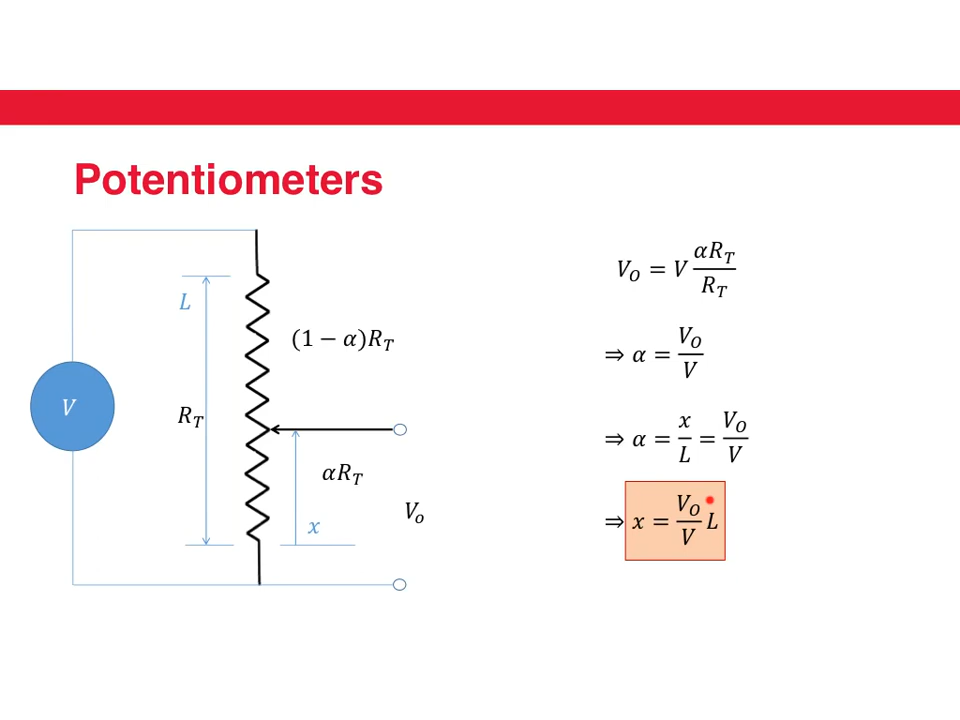 Potentiometers
L
(1 − α)R_T
V
R_T
αR_T
x
V_o
V_O = V αR_T / R_T
⇒ α = V_O / V
⇒ α = x / L = V_O / V
⇒ x = V_O / V L